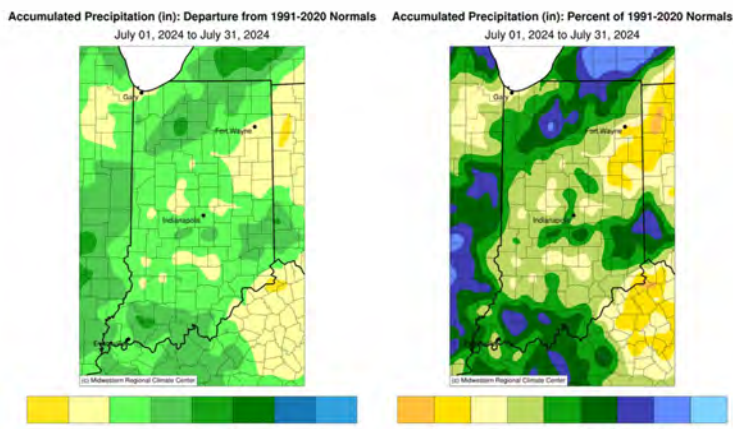 Accumulated Precipitation (in): Departure from 1991-2020 Normals
July 01, 2024 to July 31, 2024
Gary
Fort Wayne
Indianapolis
(c) Midwestern Regional Climate Center
Accumulated Precipitation (in): Percent of 1991-2020 Normals
July 01, 2024 to July 31, 2024
Gary
Fort Wayne
Indianapolis
(c) Midwestern Regional Climate Center